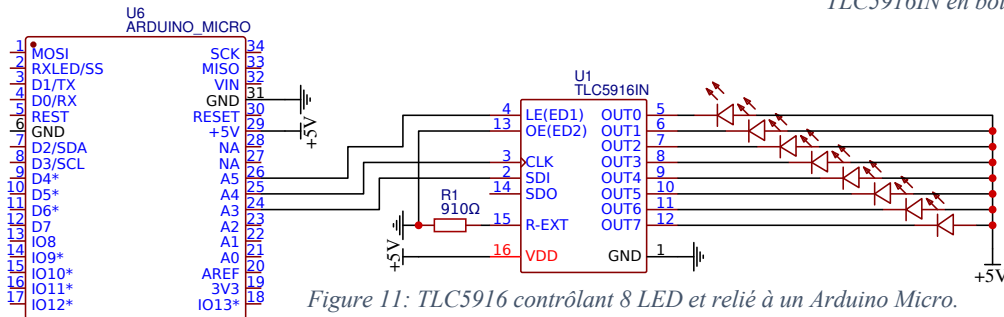 TLC5916IN en boî
U6
ARDUINO_MICRO
1 MOSI SCK 34
2 RXLED/SS MISO 33
3 D1/TX VIN 32
4 D0/RX GND 31
5 REST RESET 30
6 GND +5V 29 +5V
7 D2/SDA NA 28
8 D3/SCL NA 27
9 D4* A5 26
10 D5* A4 25
11 D6* A3 24
12 D7 A2 23
13 IO8 A1 22
14 IO9* A0 21
15 IO10* AREF 20
16 IO11* 3V3 19
17 IO12* IO13* 18
U1
TLC5916IN
4 LE(ED1) OUT0 5
13 OE(ED2) OUT1 6
OUT2 7
3 CLK OUT3 8
2 SDI OUT4 9
14 SDO OUT5 10
OUT6 11
R1
910Ω
15 R-EXT OUT7 12
+5V 16 VDD GND 1
+5V
Figure 11: TLC5916 contrôlant 8 LED et relié à un Arduino Micro.